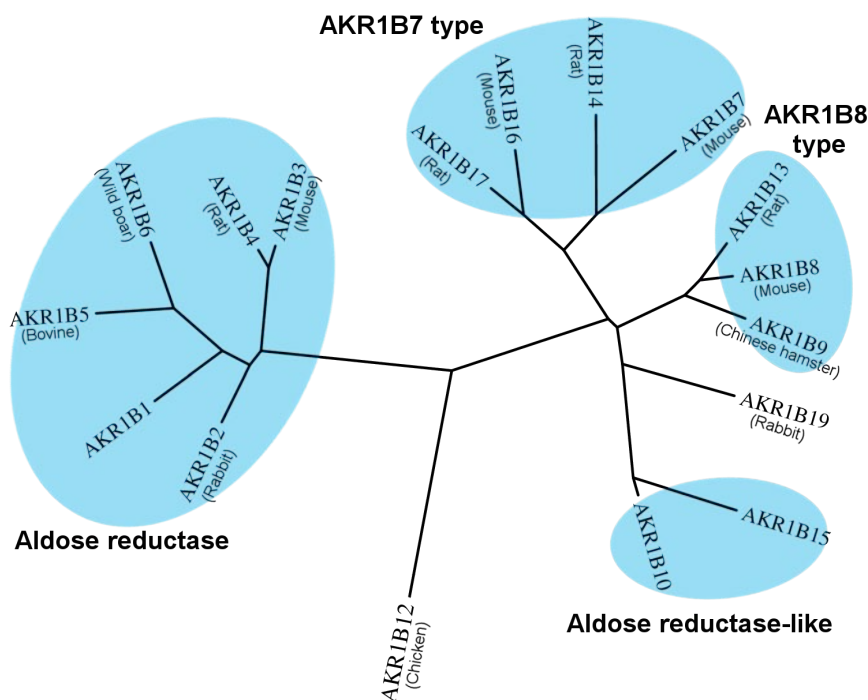 AKR1B7 type
AKR1B8
type
AKR1B17
(Rat)
AKR1B16
(Mouse)
AKR1B14
(Rat)
AKR1B7
(Mouse)
AKR1B13
(Rat)
AKR1B8
(Mouse)
AKR1B9
(Chinese hamster)
AKR1B6
(Wild boar)
AKR1B4
(Rat)
AKR1B3
(Mouse)
AKR1B5
(Bovine)
AKR1B1
AKR1B2
(Rabbit)
Aldose reductase
AKR1B19
(Rabbit)
AKR1B15
AKR1B10
Aldose reductase-like
AKR1B12
(Chicken)